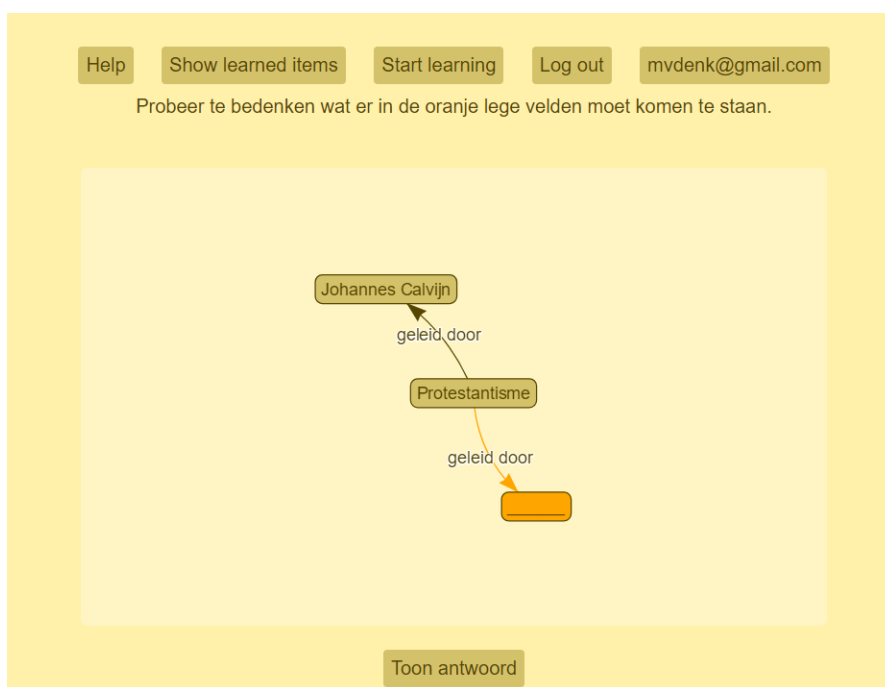 Help Show learned items Start learning Log out mvdenk@gmail.com
Probeer te bedenken wat er in de oranje lege velden moet komen te staan.
Johannes Calvijn
geleid door
Protestantisme
geleid door
Toon antwoord